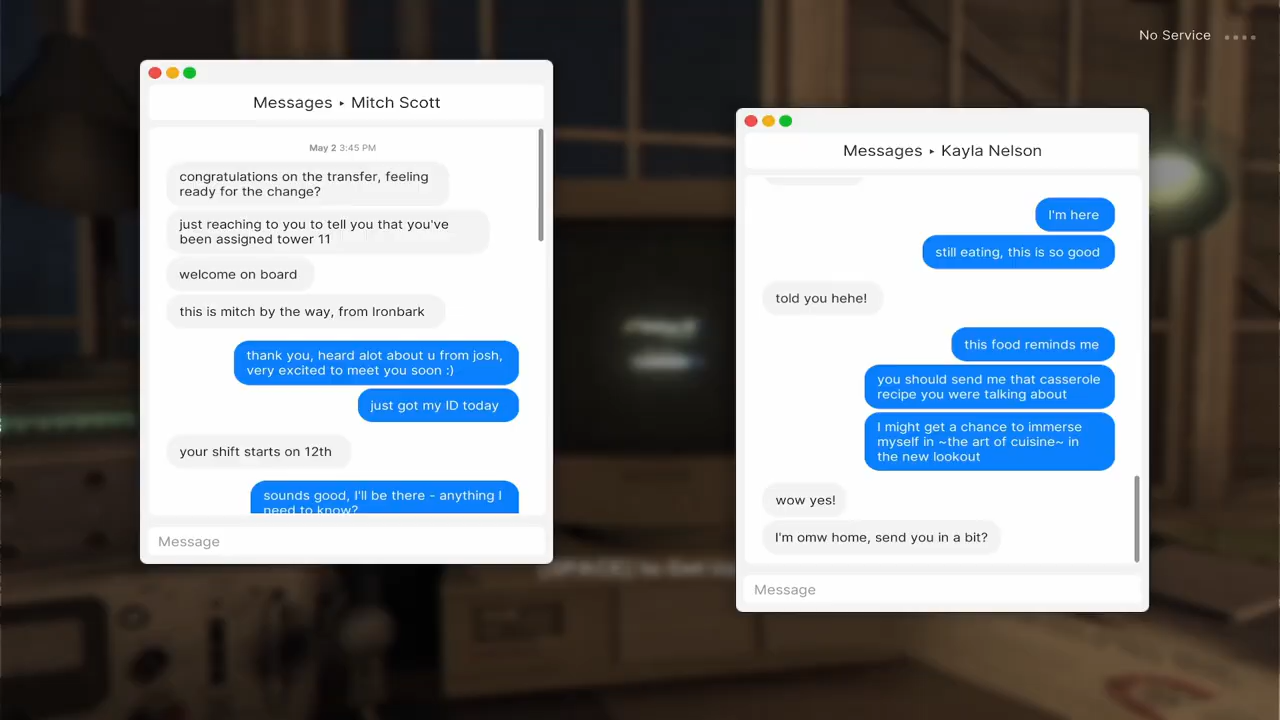 No Service
Messages ▸ Mitch Scott
May 2 3:45 PM
congratulations on the transfer, feeling
ready for the change?
just reaching to you to tell you that you've
been assigned tower 11
welcome on board
this is mitch by the way, from Ironbark
thank you, heard alot about u from josh,
very excited to meet you soon :)
just got my ID today
your shift starts on 12th
sounds good, I'll be there - anything I
need to know?
Message
Messages ▸ Kayla Nelson
I'm here
still eating, this is so good
told you hehe!
this food reminds me
you should send me that casserole
recipe you were talking about
I might get a chance to immerse
myself in ~the art of cuisine~ in
the new lookout
wow yes!
I'm omw home, send you in a bit?
Message